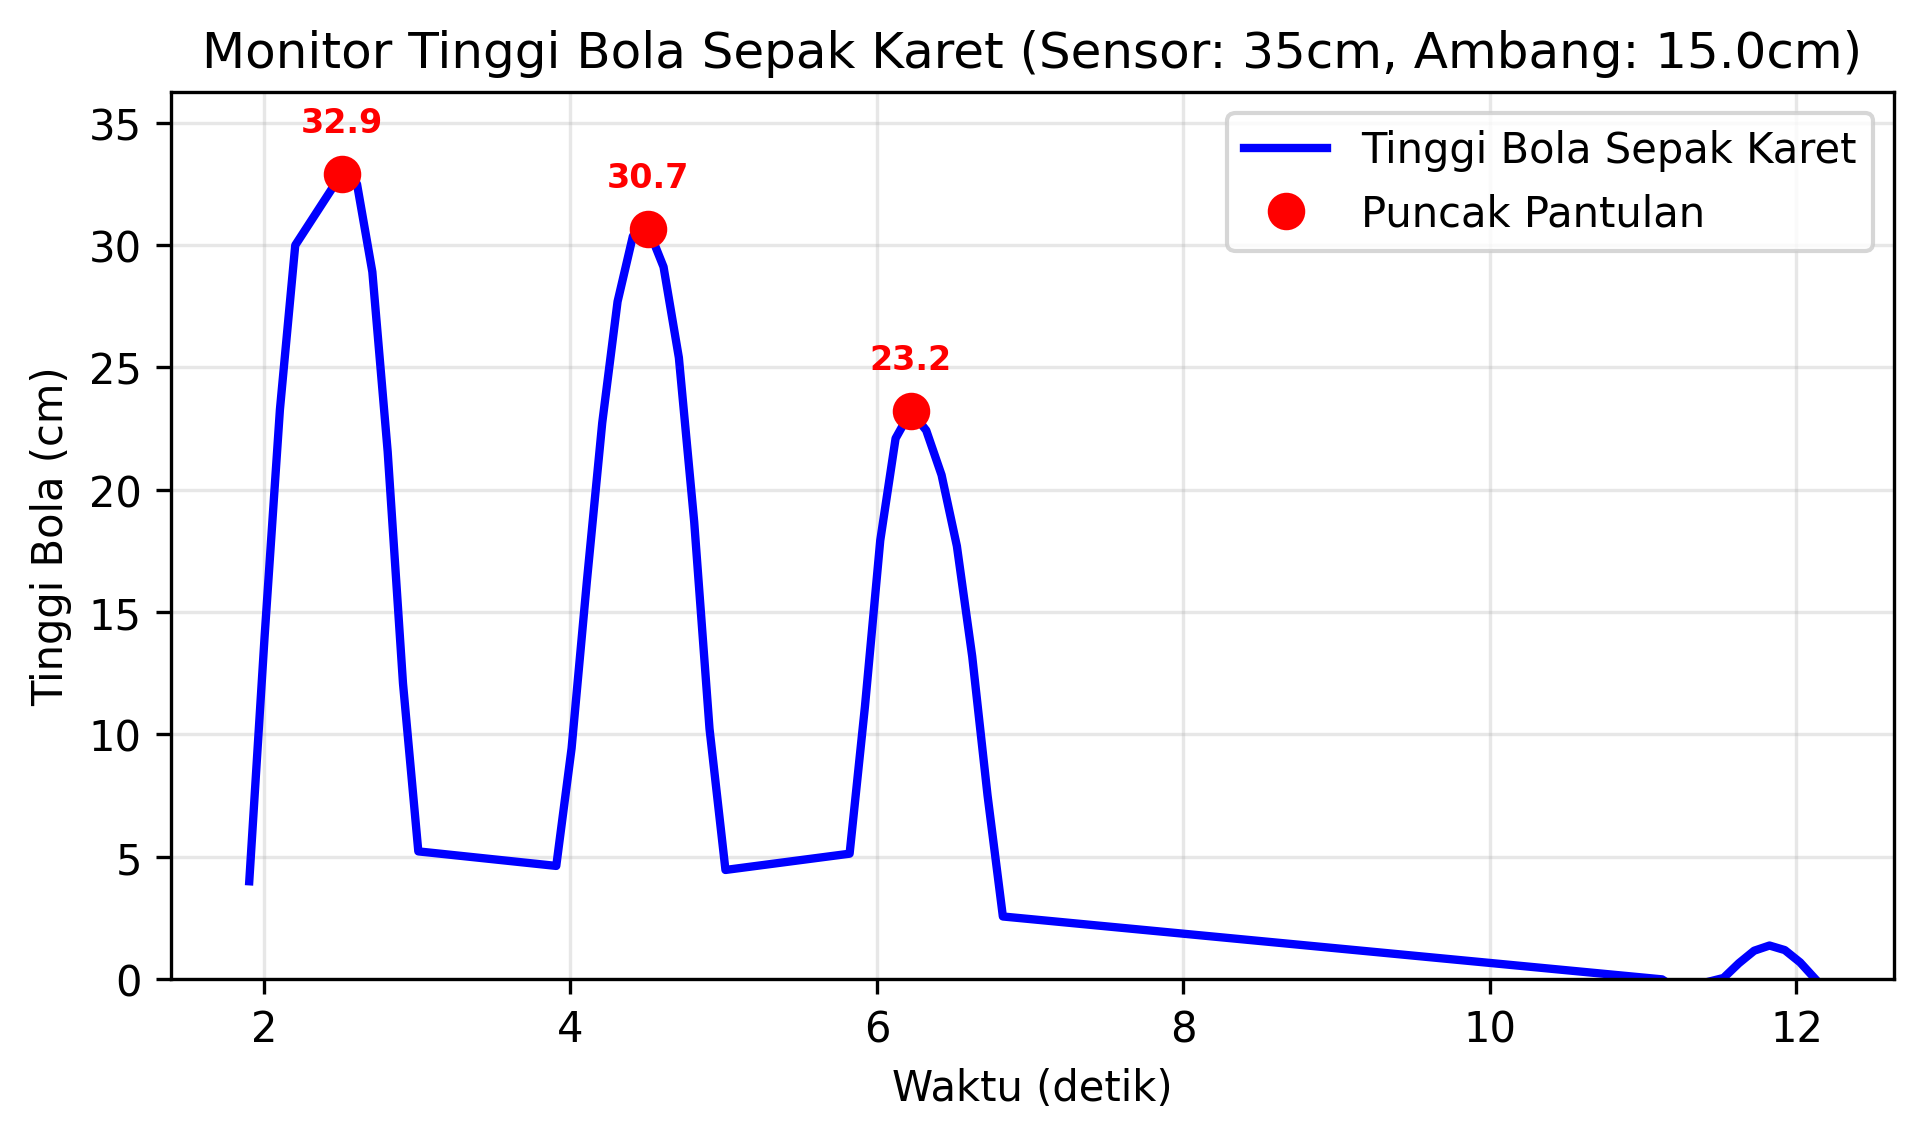 Monitor Tinggi Bola Sepak Karet (Sensor: 35cm, Ambang: 15.0cm)
Tinggi Bola Sepak Karet
Puncak Pantulan
32.9
30.7
23.2
Tinggi Bola (cm)
35
30
25
20
15
10
5
0
2 4 6 8 10 12
Waktu (detik)